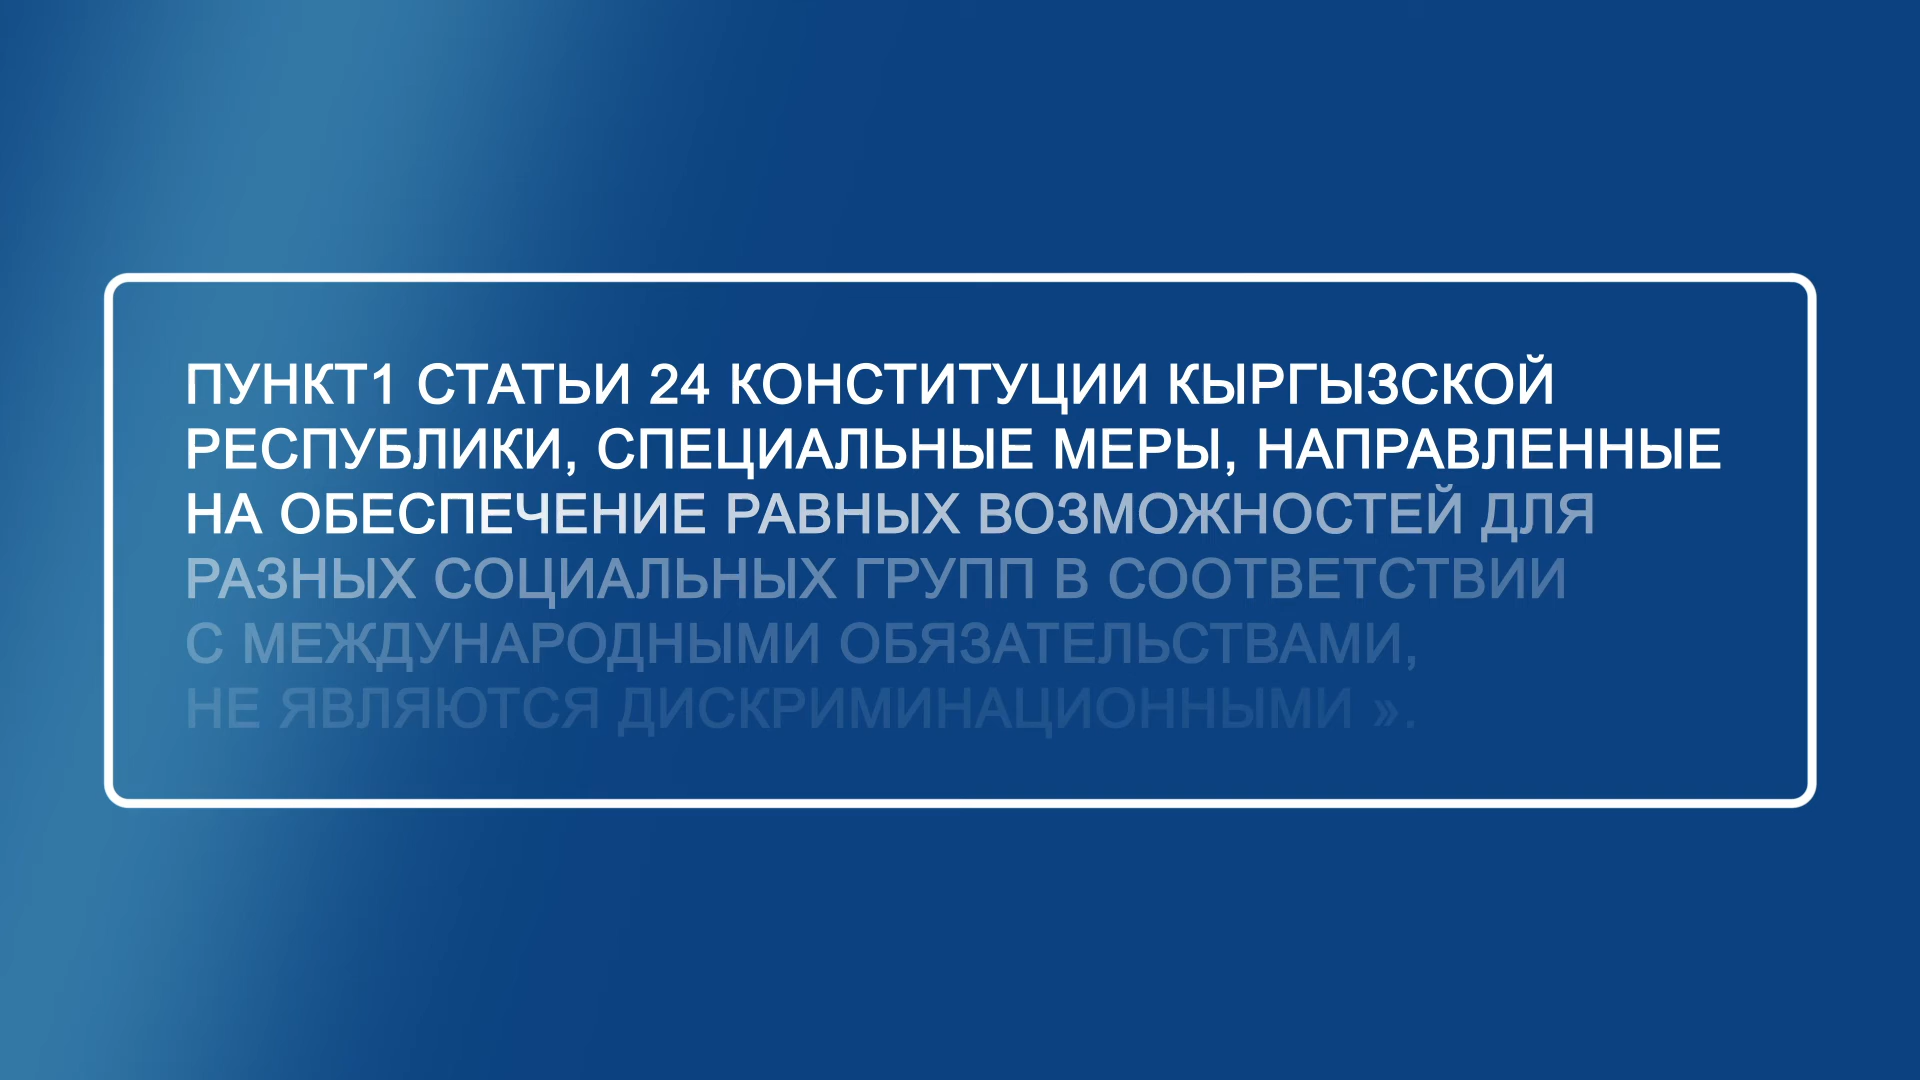 ПУНКТ1 СТАТЬИ 24 КОНСТИТУЦИИ КЫРГЫЗСКОЙ
РЕСПУБЛИКИ, СПЕЦИАЛЬНЫЕ МЕРЫ, НАПРАВЛЕННЫЕ
НА ОБЕСПЕЧЕНИЕ РАВНЫХ ВОЗМОЖНОСТЕЙ ДЛЯ
РАЗНЫХ СОЦИАЛЬНЫХ ГРУПП В СООТВЕТСТВИИ
С МЕЖДУНАРОДНЫМИ ОБЯЗАТЕЛЬСТВАМИ,
НЕ ЯВЛЯЮТСЯ ДИСКРИМИНАЦИОННЫМИ ».